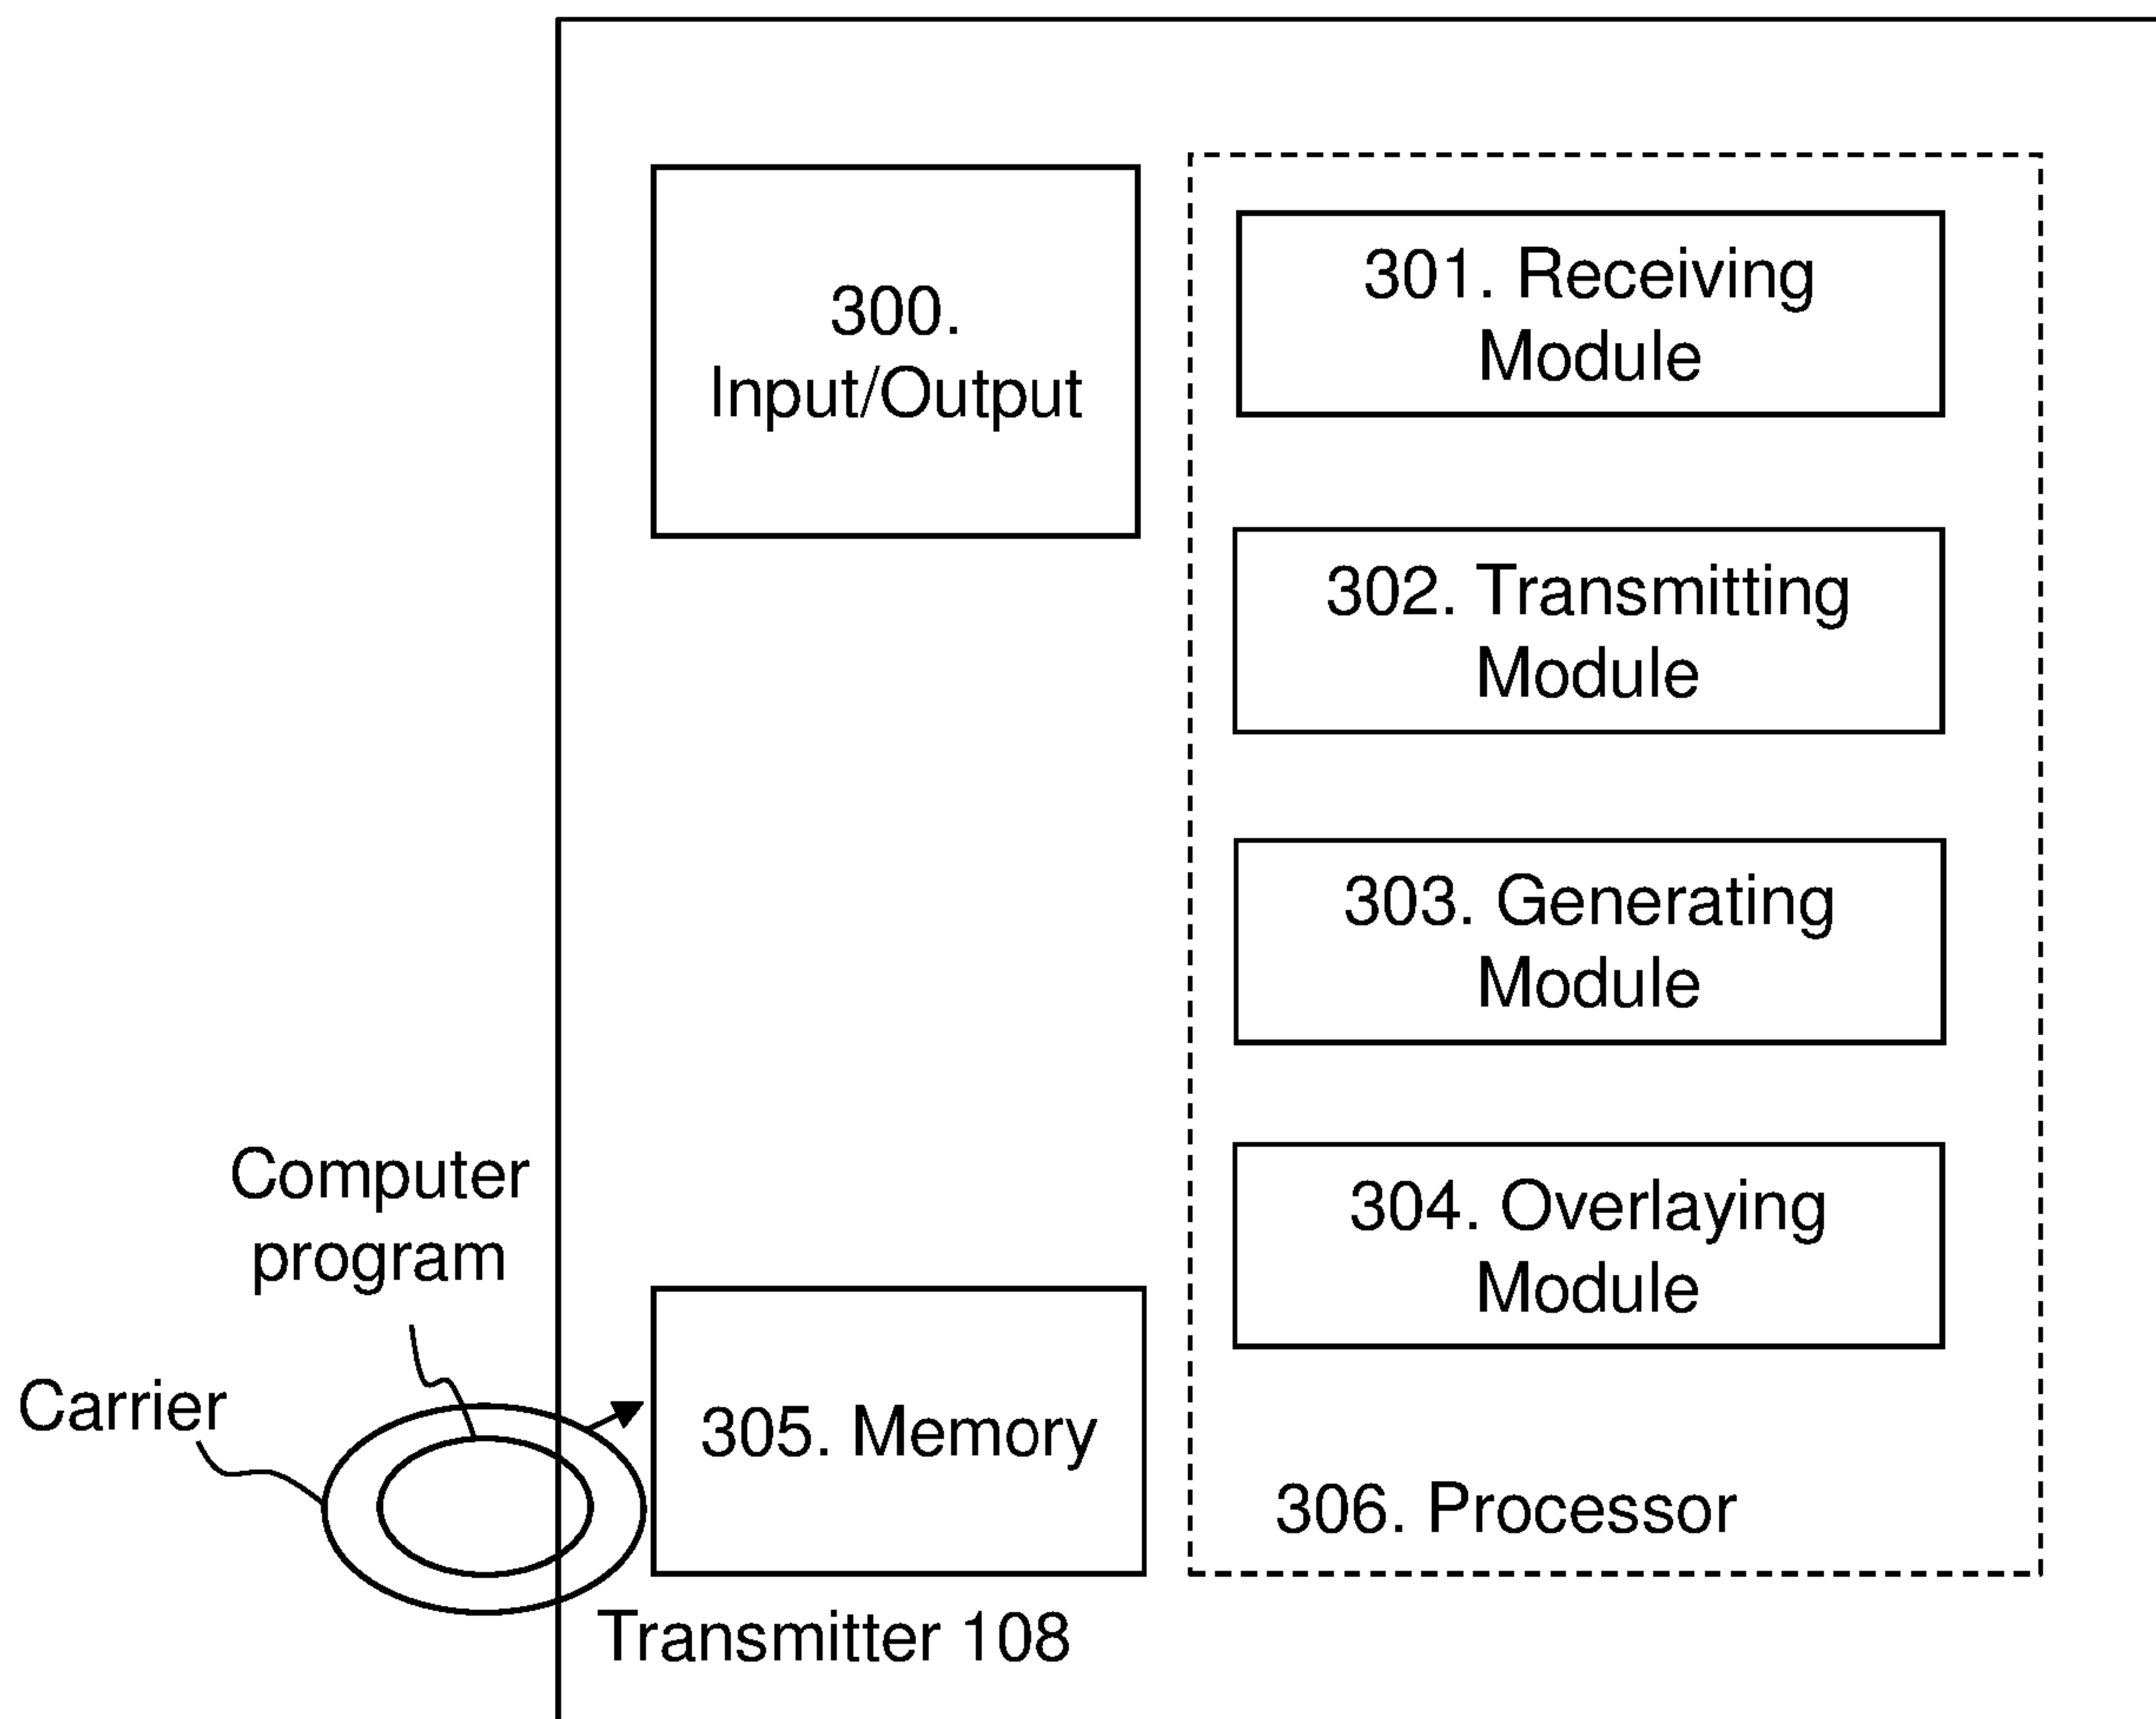 300.
Input/Output
301. Receiving
Module
302. Transmitting
Module
303. Generating
Module
304. Overlaying
Module
Computer
program
Carrier
305. Memory
306. Processor
Transmitter 108